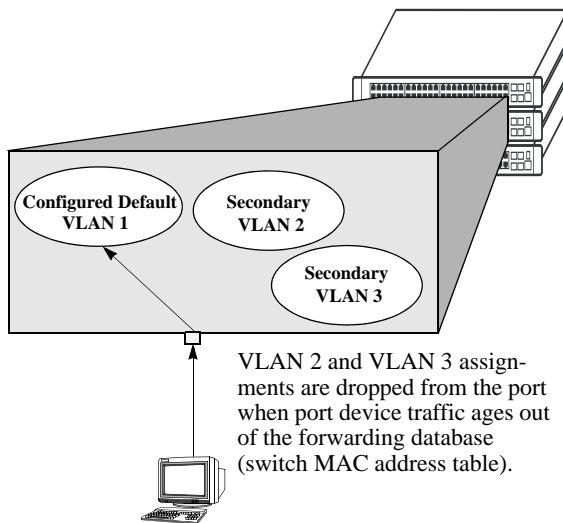 Configured Default
VLAN 1
Secondary
VLAN 2
Secondary
VLAN 3
VLAN 2 and VLAN 3 assign-
ments are dropped from the port
when port device traffic ages out
of the forwarding database
(switch MAC address table).